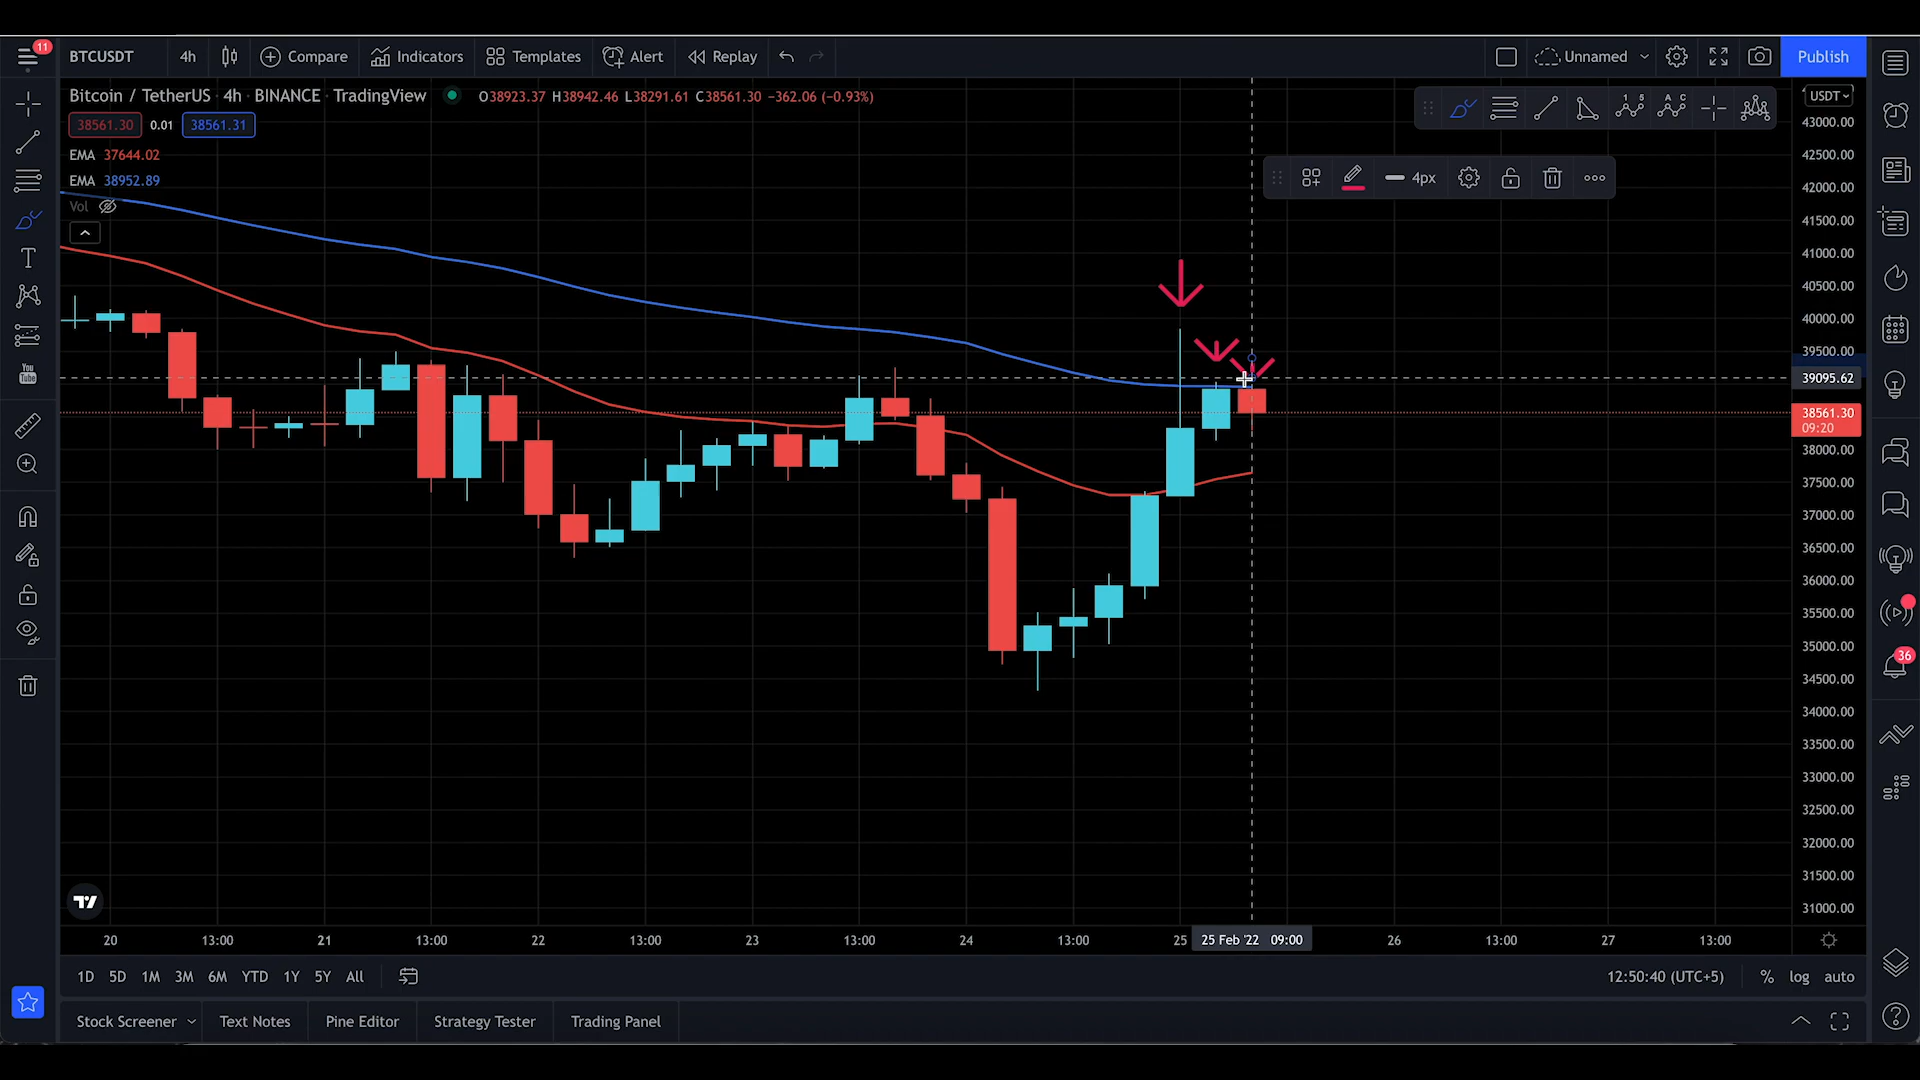 11
BTCUSDT 4h Compare Indicators Templates Alert Replay Unnamed Publish
Bitcoin / TetherUS · 4h · BINANCE · TradingView O38923.37 H38942.46 L38291.61 C38561.30 −362.06 (−0.93%)
USDT
38561.30 0.01 38561.31
EMA 37644.02
EMA 38952.89
Vol
1 5
A C
4px
T
You
Tube
43000.00
42500.00
42000.00
41500.00
41000.00
40500.00
40000.00
39500.00
39095.62
38561.30
09:20
38000.00
37500.00
37000.00
36500.00
36000.00
35500.00
35000.00
34500.00
34000.00
33500.00
33000.00
32500.00
32000.00
31500.00
31000.00
36
20 13:00 21 13:00 22 13:00 23 13:00 24 13:00 25 25 Feb '22 09:00 26 13:00 27 13:00
1D 5D 1M 3M 6M YTD 1Y 5Y All 12:50:40 (UTC+5) % log auto
Stock Screener Text Notes Pine Editor Strategy Tester Trading Panel